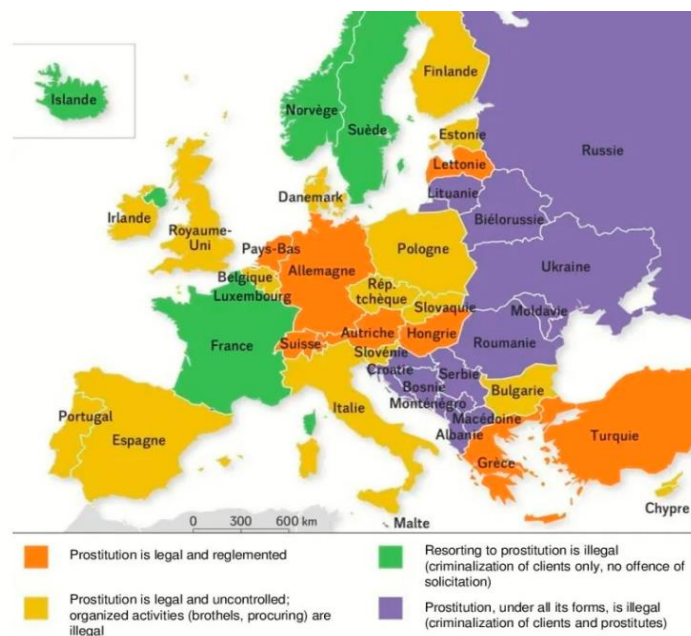 Islande
Finlande
Norvège
Suède
Russie
Estonie
Lettonie
Lituanie
Danemark
Biélorussie
Irlande
Royaume-
Uni
Pays-Bas
Pologne
Allemagne
Belgique
Ukraine
Luxembourg
Rép.
tchèque
Slovaquie
Moldavie
France
Suisse
Autriche
Hongrie
Roumanie
Slovénie
Croatie
Serbie
Bosnie
Bulgarie
Monténégro
Italie
Macédoine
Portugal
Espagne
Albanie
Turquie
Grèce
Chypre
0 300 600 km
Malte
Prostitution is legal and reglemented
Prostitution is legal and uncontrolled;
organized activities (brothels, procuring) are
illegal
Resorting to prostitution is illegal
(criminalization of clients only, no offence of
solicitation)
Prostitution, under all its forms, is illegal
(criminalization of clients and prostitutes)